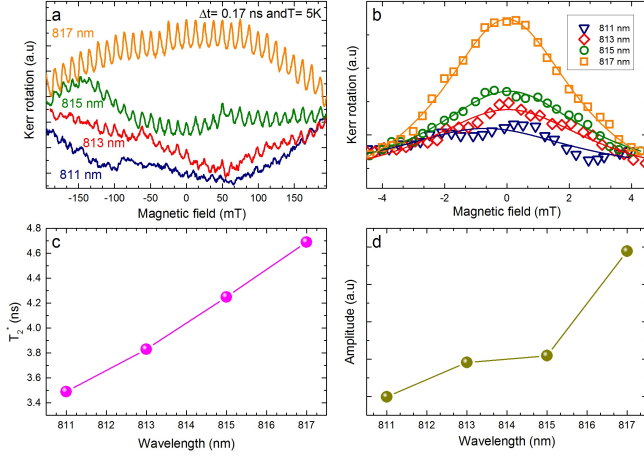 a
Δt= 0.17 ns andT= 5K
817 nm
815 nm
813 nm
811 nm
Kerr rotation (a.u)
-150 -100 -50 0 50 100 150
Magnetic field (mT)
b
811 nm
813 nm
815 nm
817 nm
Kerr rotation (a.u)
-4 -2 0 2 4
Magnetic field (mT)
c
4.8
4.6
4.4
4.2
4.0
3.8
3.6
3.4
T2* (ns)
811 812 813 814 815 816 817
Wavelength (nm)
d
Amplitude (a.u)
811 812 813 814 815 816 817
Wavelength (nm)